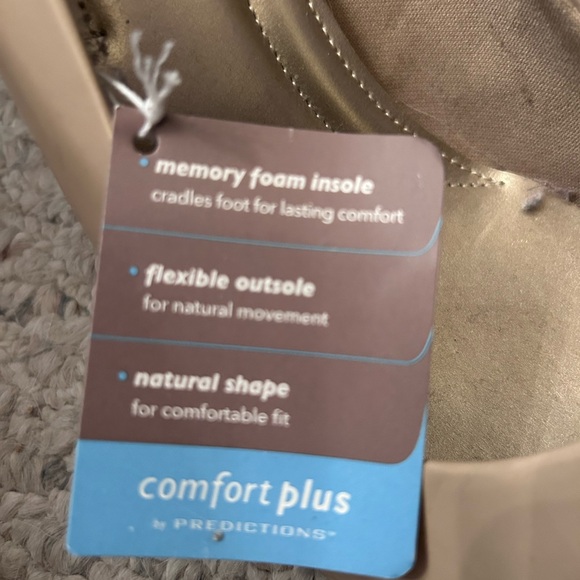 • memory foam insole
cradles foot for lasting comfort
• flexible outsole
for natural movement
• natural shape
for comfortable fit
comfort plus
by PREDICTIONS™